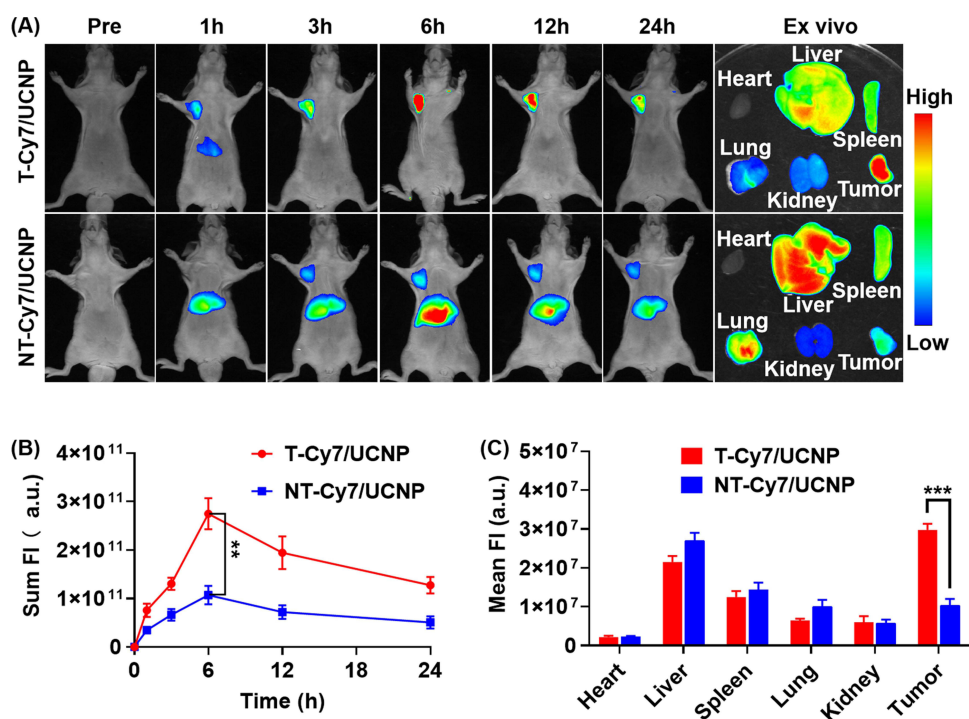 (A) Pre 1h 3h 6h 12h 24h Ex vivo
T-Cy7/UCNP
Liver
Heart
Spleen
Lung
Kidney
Tumor
High
Low
NT-Cy7/UCNP
Heart
Liver
Spleen
Lung
Kidney
Tumor
(B)
Sum FI ( a.u.)
4×10¹¹
3×10¹¹
2×10¹¹
1×10¹¹
0
T-Cy7/UCNP
NT-Cy7/UCNP
**
0 6 12 18 24
Time (h)
(C)
Mean FI (a.u.)
5×10⁷
4×10⁷
3×10⁷
2×10⁷
1×10⁷
0
T-Cy7/UCNP
NT-Cy7/UCNP
***
Heart
Liver
Spleen
Lung
Kidney
Tumor